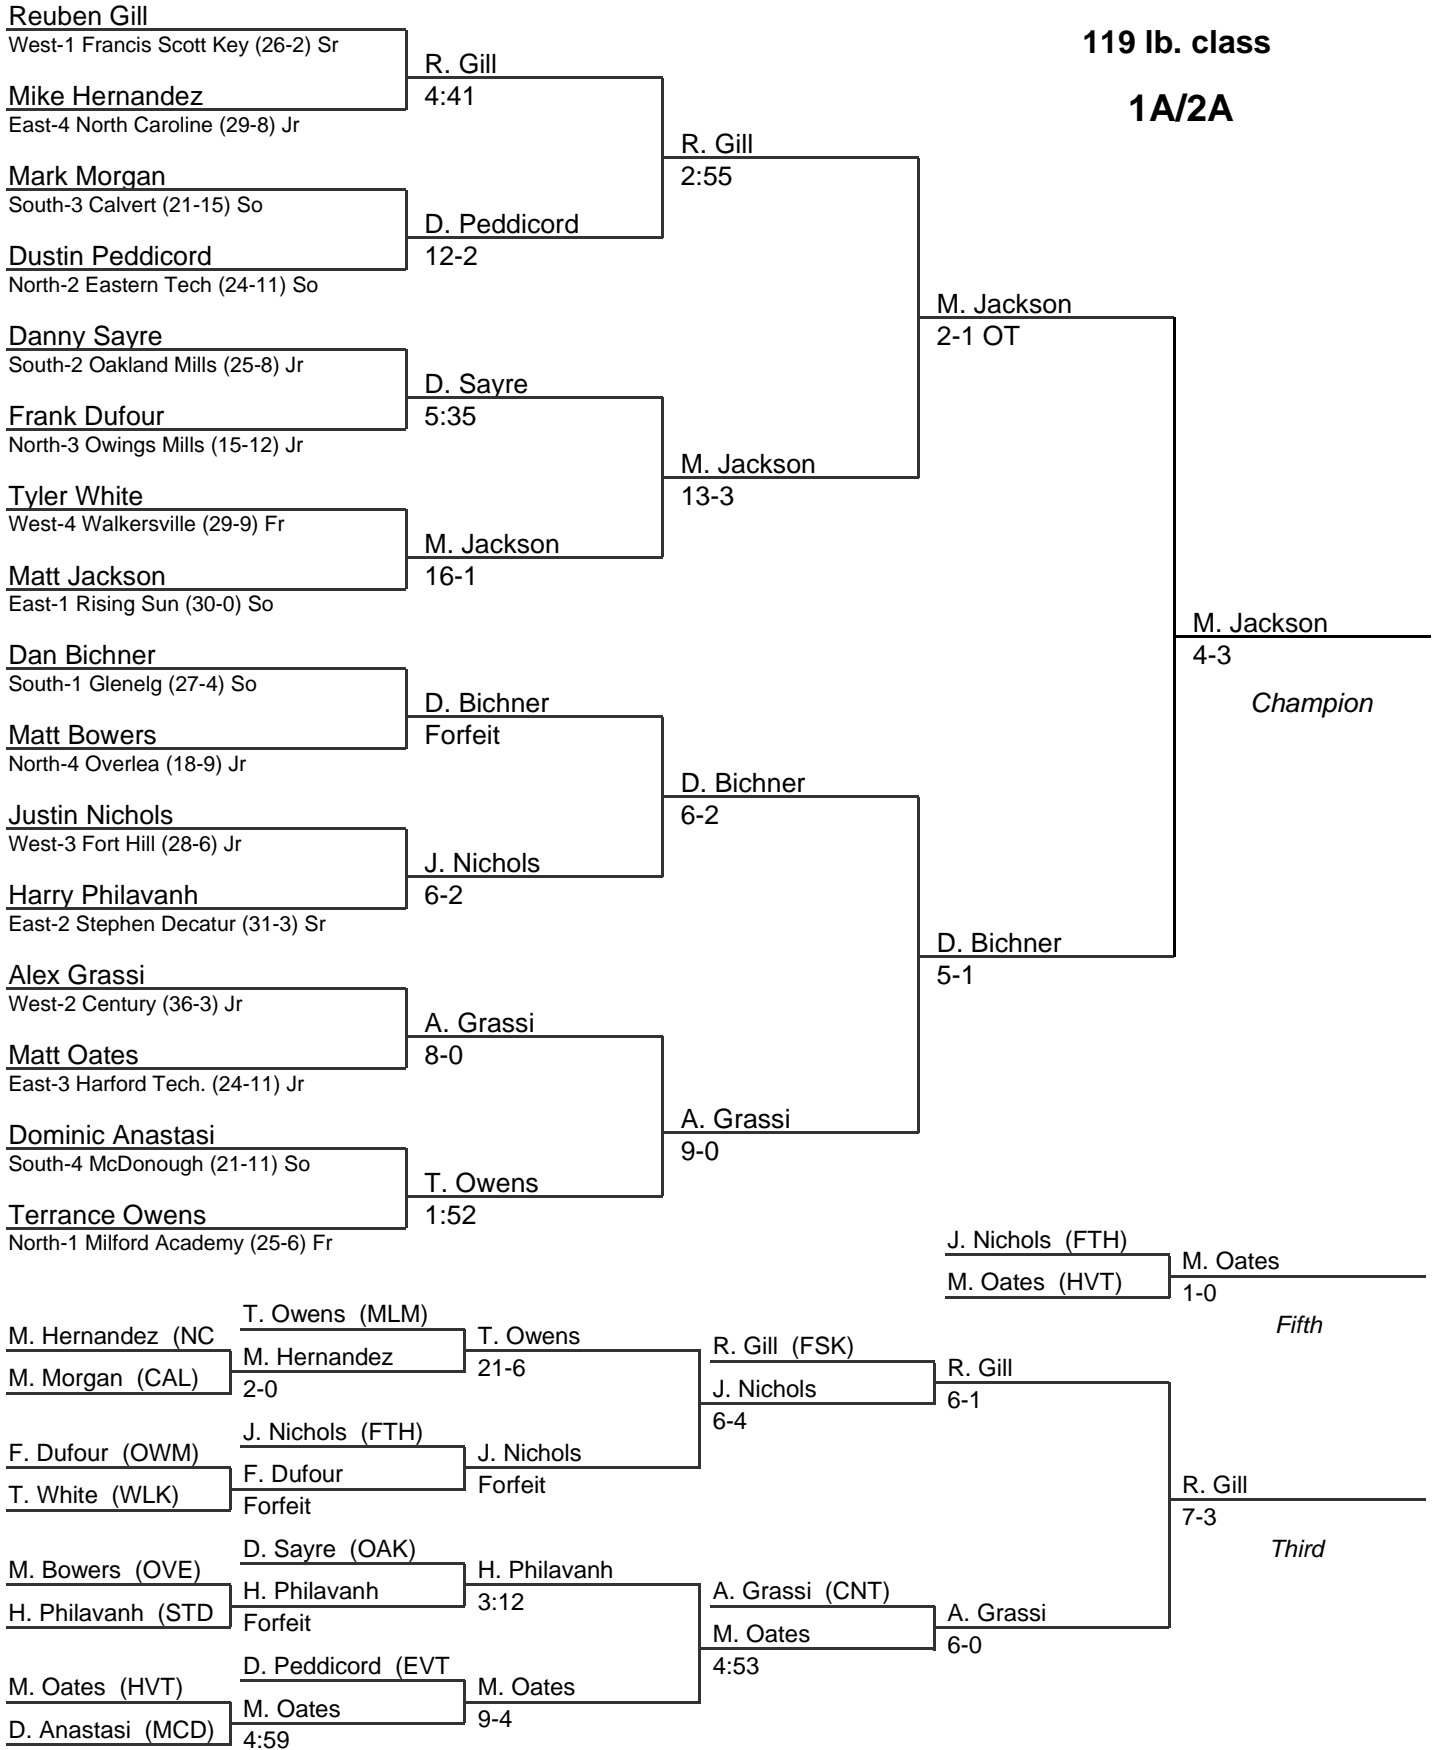 Reuben Gill
West-1 Francis Scott Key (26-2) Sr
Mike Hernandez
East-4 North Caroline (29-8) Jr
Mark Morgan
South-3 Calvert (21-15) So
Dustin Peddicord
North-2 Eastern Tech (24-11) So
Danny Sayre
South-2 Oakland Mills (25-8) Jr
Frank Dufour
North-3 Owings Mills (15-12) Jr
Tyler White
West-4 Walkersville (29-9) Fr
Matt Jackson
East-1 Rising Sun (30-0) So
Dan Bichner
South-1 Glenelg (27-4) So
Matt Bowers
North-4 Overlea (18-9) Jr
Justin Nichols
West-3 Fort Hill (28-6) Jr
Harry Philavanh
East-2 Stephen Decatur (31-3) Sr
Alex Grassi
West-2 Century (36-3) Jr
Matt Oates
East-3 Harford Tech. (24-11) Jr
Dominic Anastasi
South-4 McDonough (21-11) So
Terrance Owens
North-1 Milford Academy (25-6) Fr
R. Gill
4:41
D. Peddicord
12-2
D. Sayre
5:35
M. Jackson
16-1
D. Bichner
Forfeit
J. Nichols
6-2
A. Grassi
8-0
T. Owens
1:52
R. Gill
2:55
M. Jackson
13-3
D. Bichner
6-2
A. Grassi
9-0
M. Jackson
2-1 OT
D. Bichner
5-1
119 lb. class
1A/2A
M. Jackson
4-3
Champion
J. Nichols (FTH)
M. Oates (HVT)
M. Oates
1-0
Fifth
M. Hernandez (NC
M. Morgan (CAL)
F. Dufour (OWM)
T. White (WLK)
M. Bowers (OVE)
H. Philavanh (STD
M. Oates (HVT)
D. Anastasi (MCD)
T. Owens (MLM)
M. Hernandez
2-0
J. Nichols (FTH)
F. Dufour
Forfeit
D. Sayre (OAK)
H. Philavanh
Forfeit
D. Peddicord (EVT
M. Oates
4:59
T. Owens
21-6
J. Nichols
Forfeit
H. Philavanh
3:12
M. Oates
9-4
R. Gill (FSK)
J. Nichols
6-4
A. Grassi (CNT)
M. Oates
4:53
R. Gill
6-1
A. Grassi
6-0
R. Gill
7-3
Third